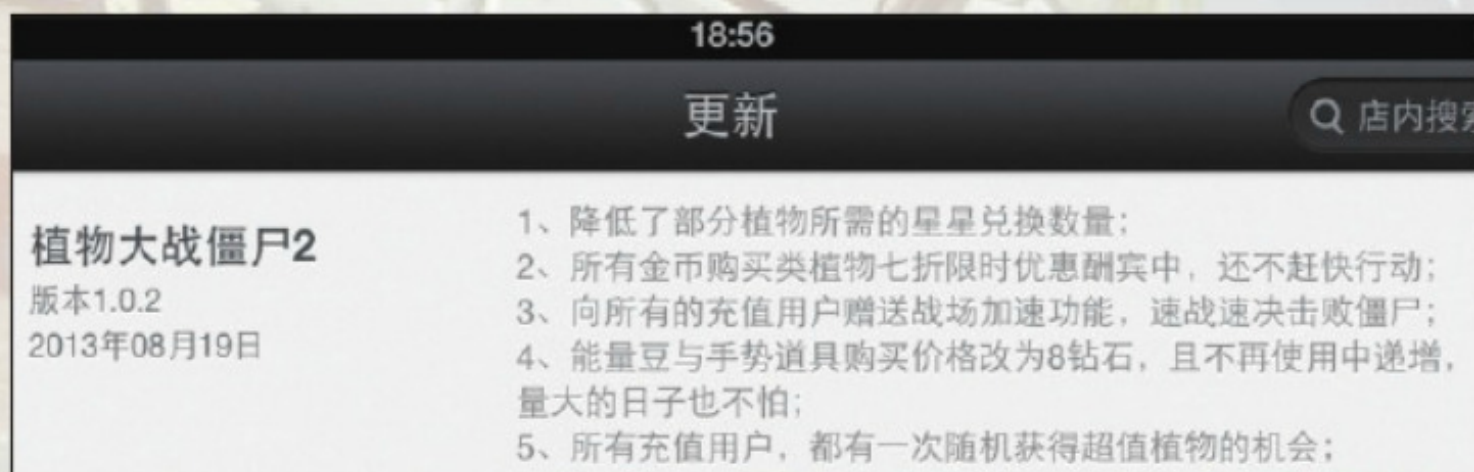 18:56
更新
店内搜索
植物大战僵尸2
版本1.0.2
2013年08月19日
1、降低了部分植物所需的星星兑换数量；
2、所有金币购买类植物七折限时优惠酬宾中，还不赶快行动；
3、向所有的充值用户赠送战场加速功能，速战速决击败僵尸；
4、能量豆与手势道具购买价格改为8钻石，且不再使用中递增，
量大的日子也不怕；
5、所有充值用户，都有一次随机获得超值植物的机会；